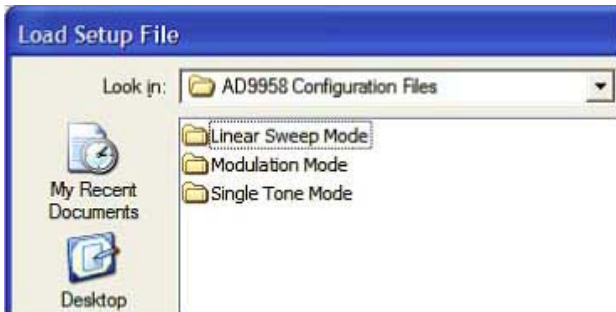 Load Setup File
Look in:
AD9958 Configuration Files
Linear Sweep Mode
Modulation Mode
Single Tone Mode
My Recent
Documents
Desktop